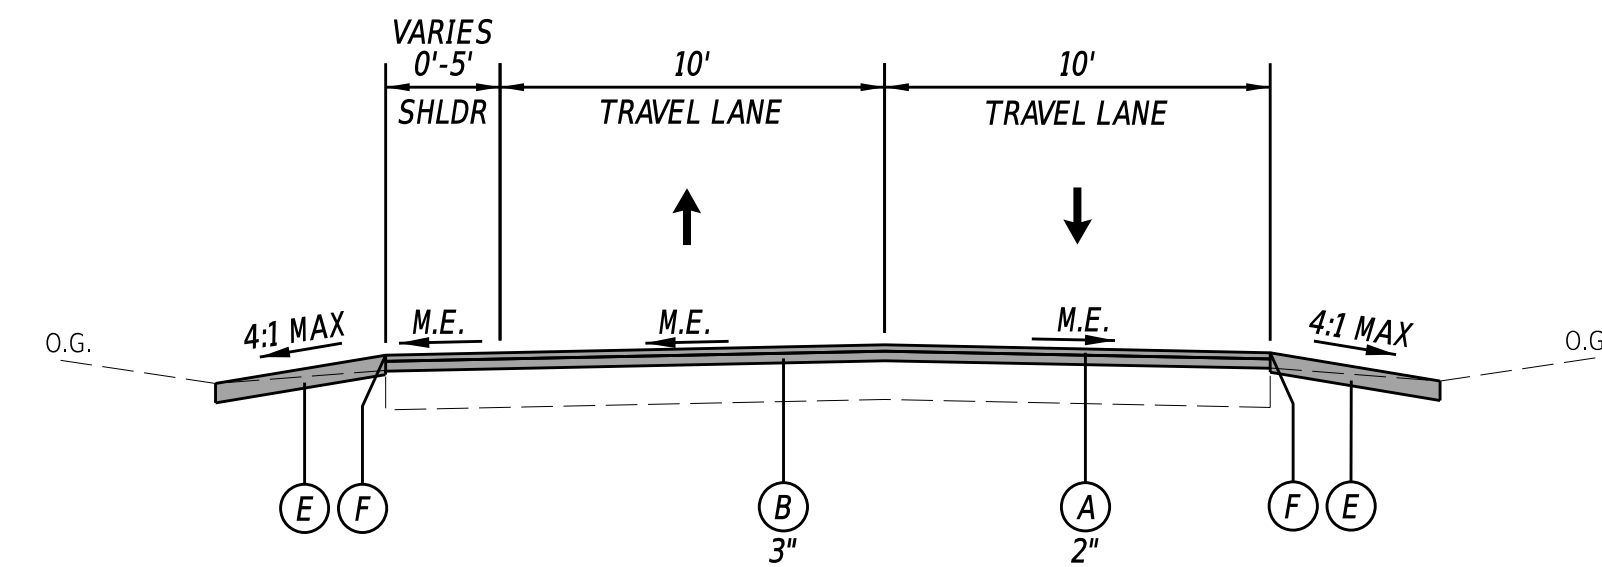 VARIES
0'-5'
10'
10'
SHLDR
TRAVEL LANE
TRAVEL LANE
O.G.
4:1 MAX
M.E.
M.E.
M.E.
4:1 MAX
O.G
E
F
B
A
F
E
3"
2"